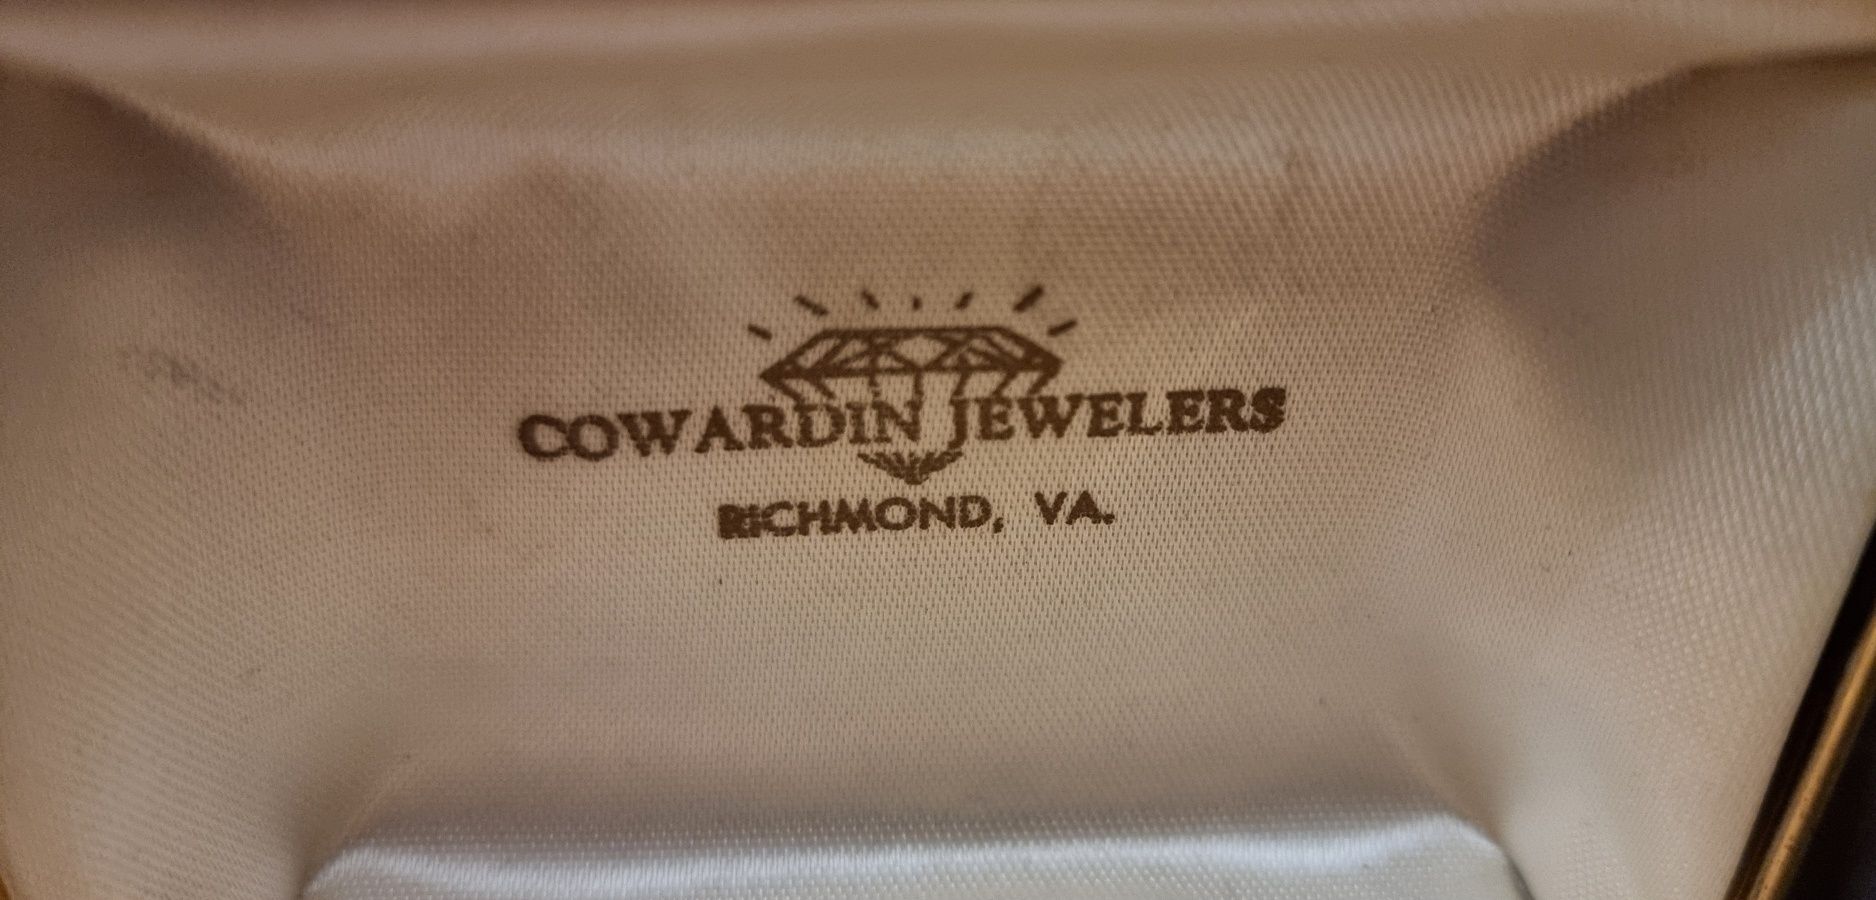 COWARDIN JEWELERS
RICHMOND, VA.